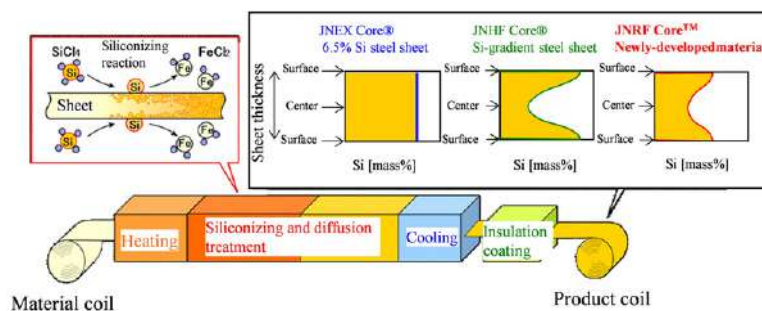 SiCl4
Siliconizing
reaction
FeCl2
Si
Si
Fe
Fe
Sheet
Si
Si
Fe
Fe
JNEX Core®
6.5% Si steel sheet
JNHF Core®
Si-gradient steel sheet
JNRF Core™
Newly-developedmateria
Sheet thickness
Surface
Center
Surface
Si [mass%]
Surface
Center
Surface
Si [mass%]
Surface
Center
Surface
Si [mass%]
Heating
Siliconizing and diffusion
treatment
Cooling
Insulation
coating
Material coil
Product coil